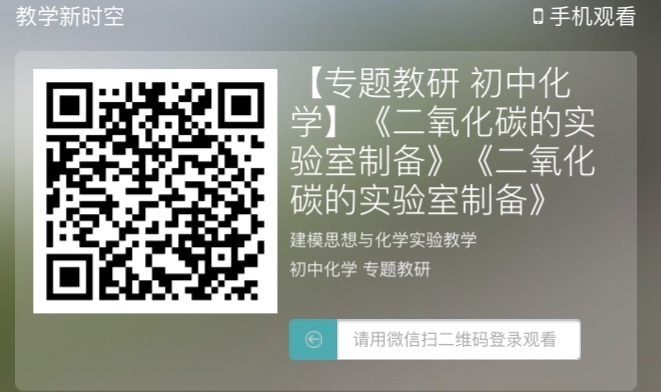 教学新时空
手机观看
【专题教研 初中化
学】《二氧化碳的实
验室制备》《二氧化
碳的实验室制备》
建模思想与化学实验教学
初中化学 专题教研
请用微信扫二维码登录观看